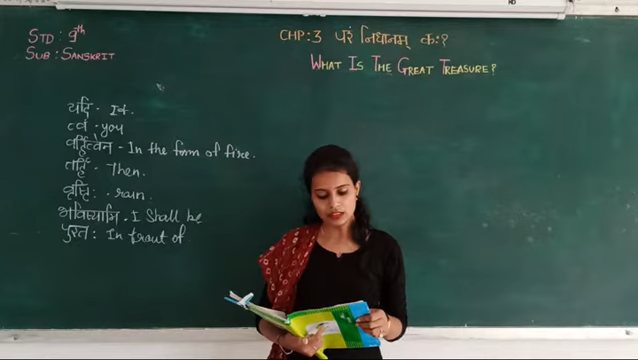 STD: 9th
SUB: SANSKRIT
CHP: 3 परं निधानम् कः?
WHAT IS THE GREAT TREASURE?
यदि - If.
त्वं - you
वह्नित्वेन - In the form of fire.
तर्हि - Then.
वृष्टिः - rain.
भविष्यामि - I Shall be
पुरतः In front of